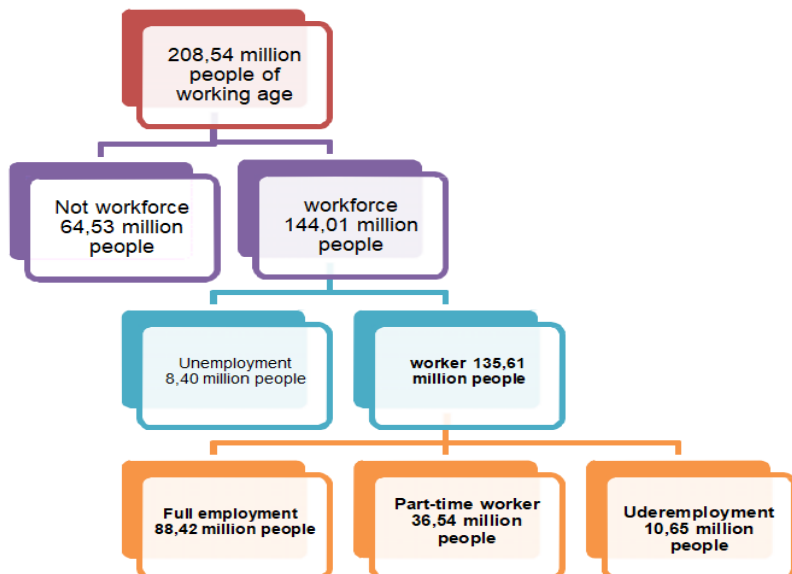 208,54 million
people of
working age
Not workforce
64,53 million
people
workforce
144,01 million
people
Unemployment
8,40 million people
worker 135,61
million people
Full employment
88,42 million people
Part-time worker
36,54 million
people
Uderemployment
10,65 million
people